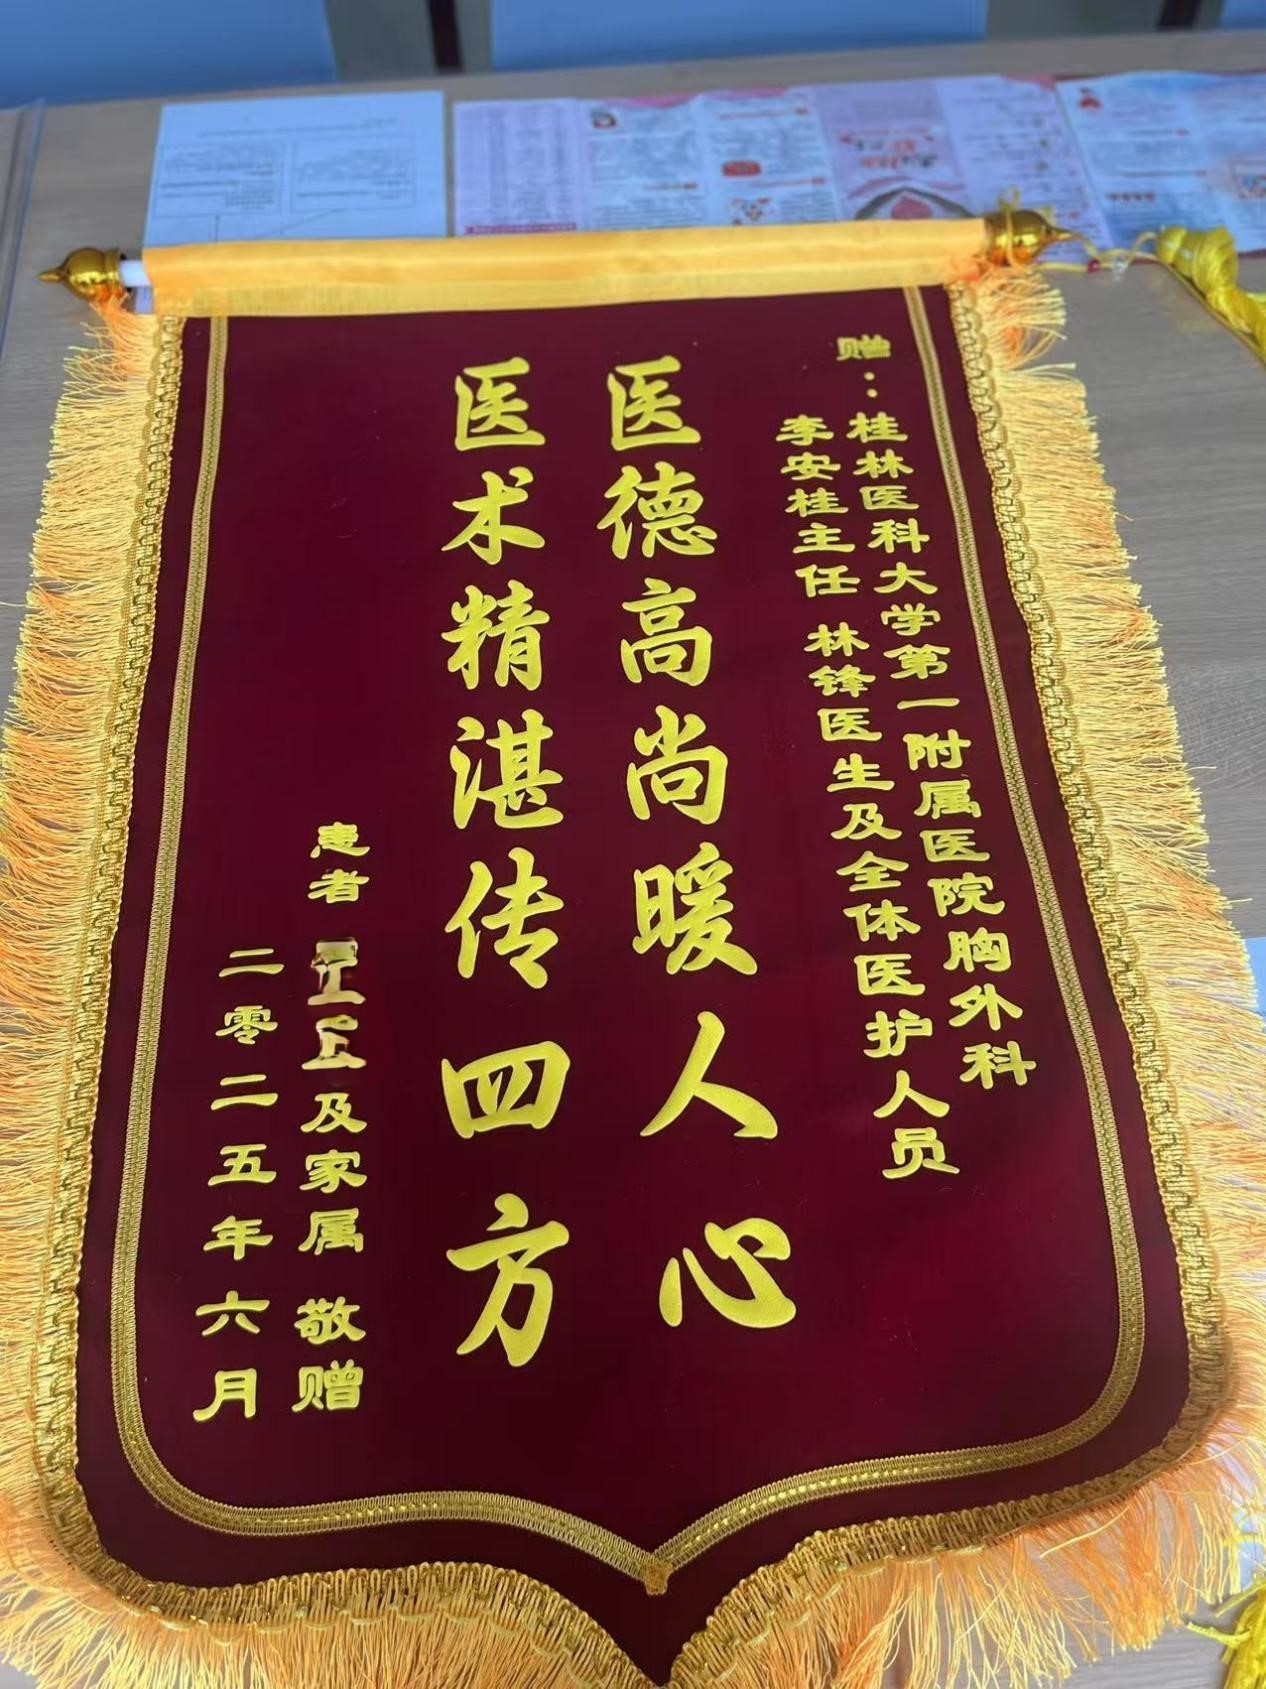 赠：桂林医科大学第一附属医院胸外科
李安桂主任 林锋医生及全体医护人员
医德高尚暖人心
医术精湛传四方
患者
及家属 敬赠
二零二五年六月